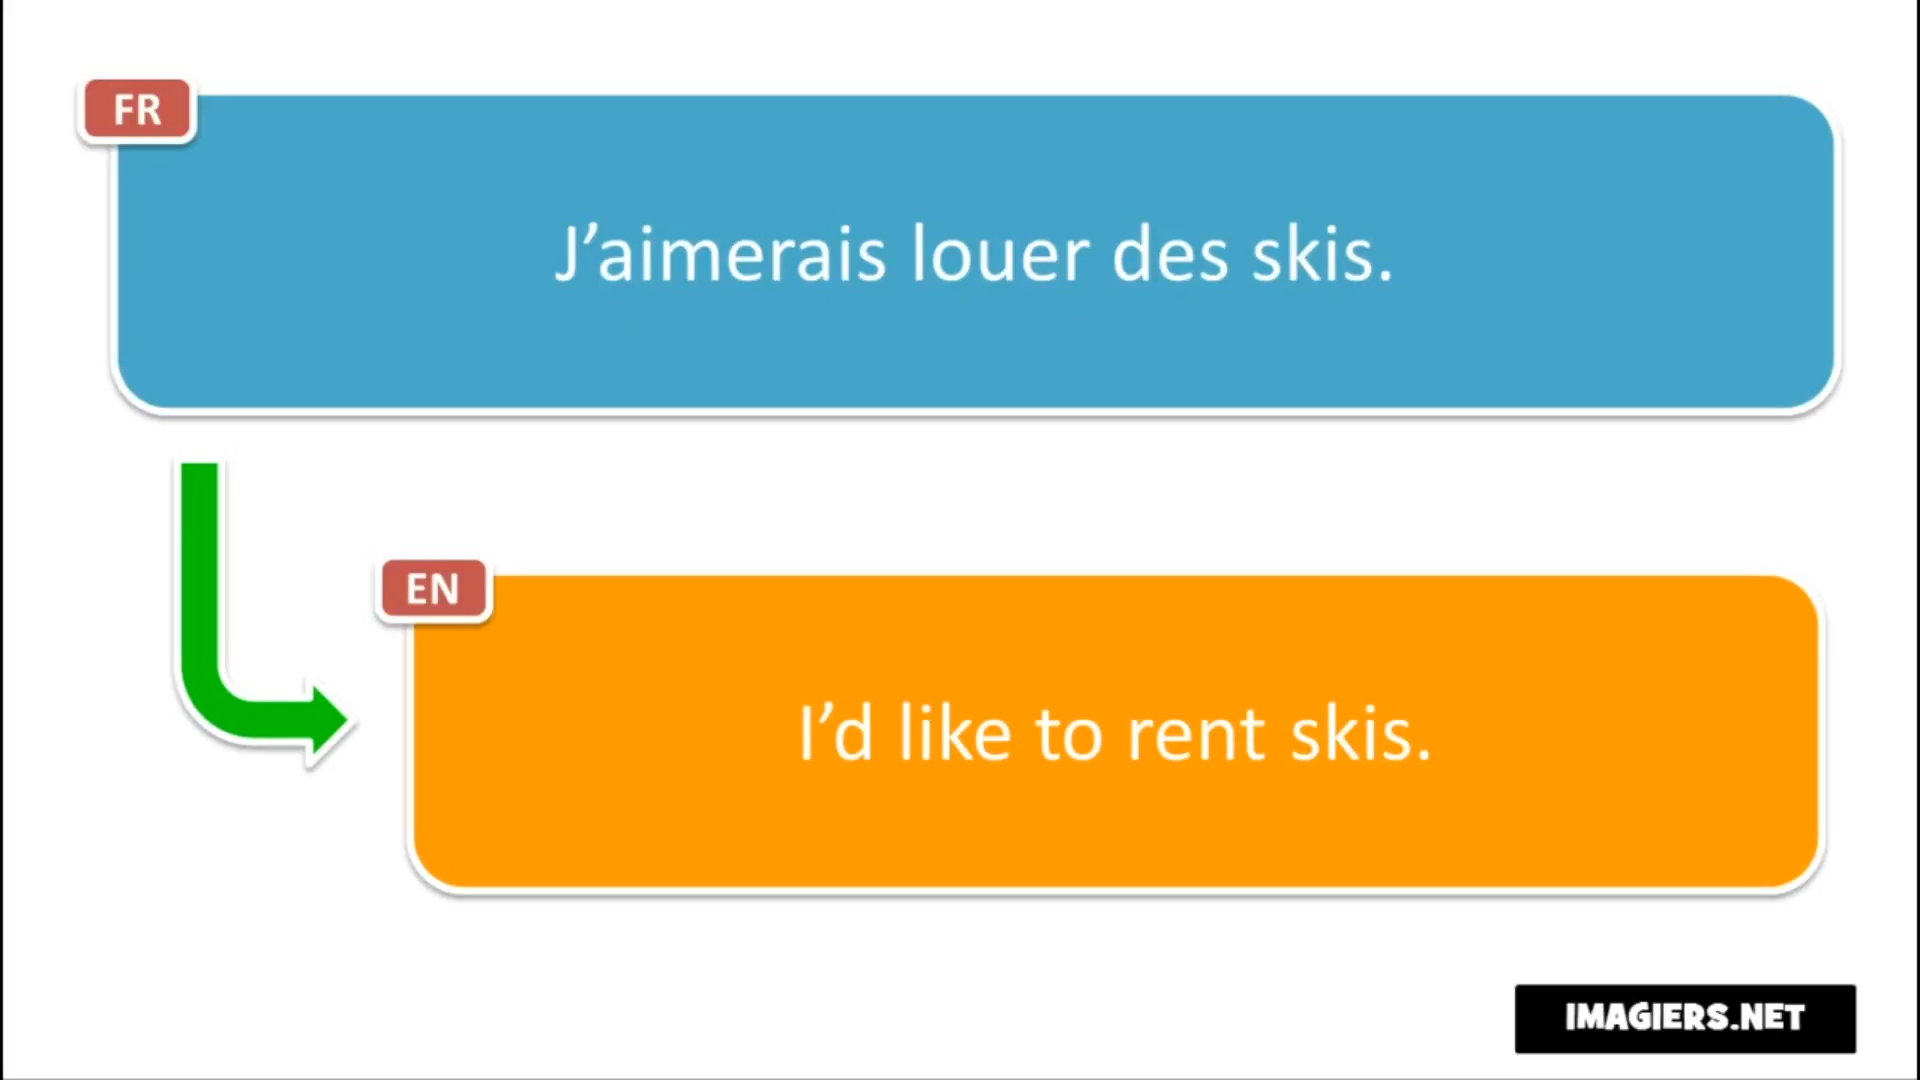 FR
J’aimerais louer des skis.
EN
I’d like to rent skis.
IMAGIERS.NET